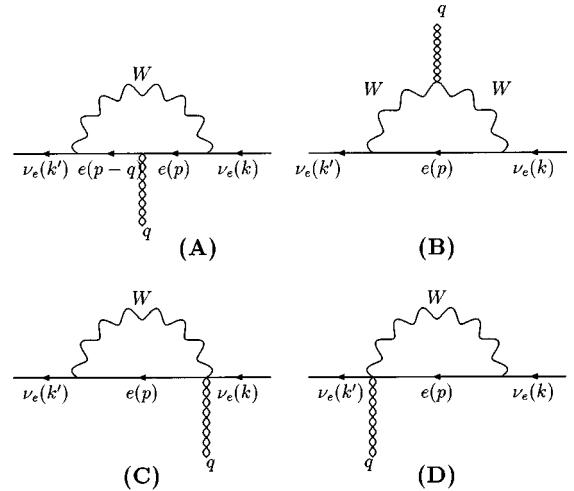 W
ν_e(k') e(p − q) e(p) ν_e(k)
q
(A)
q
W W
ν_e(k') e(p) ν_e(k)
(B)
W
ν_e(k') e(p) ν_e(k)
q
(C)
W
ν_e(k') e(p) ν_e(k)
q
(D)